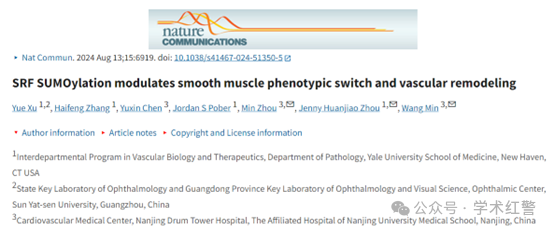 nature
COMMUNICATIONS
▸ Nat Commun. 2024 Aug 13;15:6919. doi: 10.1038/s41467-024-51350-5
SRF SUMOylation modulates smooth muscle phenotypic switch and vascular remodeling
Yue Xu 1,2, Haifeng Zhang 1, Yuxin Chen 3, Jordan S Pober 1, Min Zhou 3,✉, Jenny Huanjiao Zhou 1,✉, Wang Min 3,✉
▸ Author information ▸ Article notes ▸ Copyright and License information
1Interdepartmental Program in Vascular Biology and Therapeutics, Department of Pathology, Yale University School of Medicine, New Haven,
CT USA
2State Key Laboratory of Ophthalmology and Guangdong Province Key Laboratory of Ophthalmology and Visual Science, Ophthalmic Center,
Sun Yat-sen University, Guangzhou, China
3Cardiovascular Medical Center, Nanjing Drum Tower Hospital, The Affiliated Hospital of Nanjing University Medical School, Nanjing, China
公众号 · 学术红警